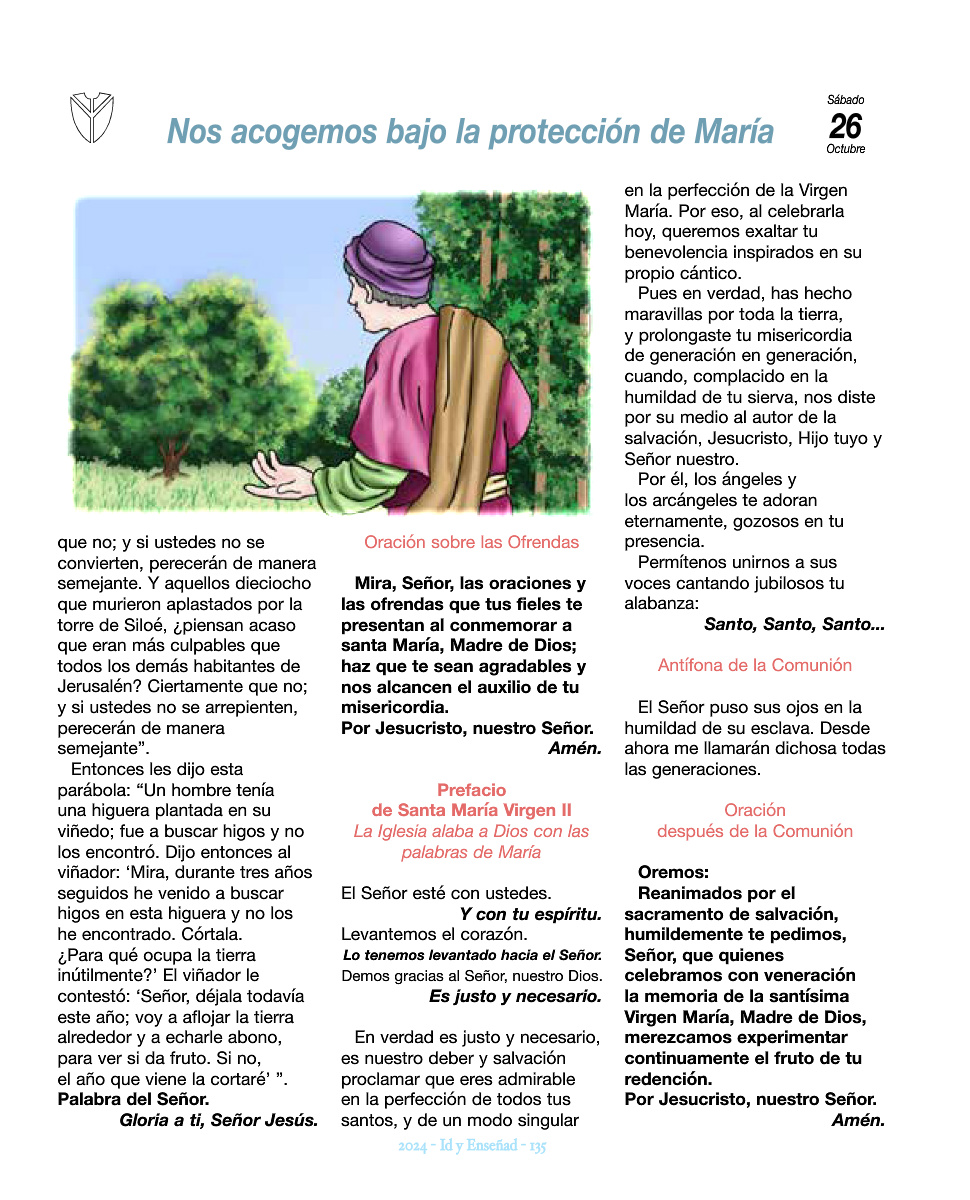 Nos acogemos bajo la protección de María
Sábado
26
Octubre
que no; y si ustedes no se
convierten, perecerán de manera
semejante. Y aquellos dieciocho
que murieron aplastados por la
torre de Siloé, ¿piensan acaso
que eran más culpables que
todos los demás habitantes de
Jerusalén? Ciertamente que no;
y si ustedes no se arrepienten,
perecerán de manera
semejante”.
Entonces les dijo esta
parábola: “Un hombre tenía
una higuera plantada en su
viñedo; fue a buscar higos y no
los encontró. Dijo entonces al
viñador: ‘Mira, durante tres años
seguidos he venido a buscar
higos en esta higuera y no los
he encontrado. Córtala.
¿Para qué ocupa la tierra
inútilmente?’ El viñador le
contestó: ‘Señor, déjala todavía
este año; voy a aflojar la tierra
alrededor y a echarle abono,
para ver si da fruto. Si no,
el año que viene la cortaré’ ”.
Palabra del Señor.
Gloria a ti, Señor Jesús.
Oración sobre las Ofrendas
Mira, Señor, las oraciones y
las ofrendas que tus fieles te
presentan al conmemorar a
santa María, Madre de Dios;
haz que te sean agradables y
nos alcancen el auxilio de tu
misericordia.
Por Jesucristo, nuestro Señor.
Amén.
Prefacio
de Santa María Virgen II
La Iglesia alaba a Dios con las
palabras de María
El Señor esté con ustedes.
Y con tu espíritu.
Levantemos el corazón.
Lo tenemos levantado hacia el Señor.
Demos gracias al Señor, nuestro Dios.
Es justo y necesario.
En verdad es justo y necesario,
es nuestro deber y salvación
proclamar que eres admirable
en la perfección de todos tus
santos, y de un modo singular
en la perfección de la Virgen
María. Por eso, al celebrarla
hoy, queremos exaltar tu
benevolencia inspirados en su
propio cántico.
Pues en verdad, has hecho
maravillas por toda la tierra,
y prolongaste tu misericordia
de generación en generación,
cuando, complacido en la
humildad de tu sierva, nos diste
por su medio al autor de la
salvación, Jesucristo, Hijo tuyo y
Señor nuestro.
Por él, los ángeles y
los arcángeles te adoran
eternamente, gozosos en tu
presencia.
Permítenos unirnos a sus
voces cantando jubilosos tu
alabanza:
Santo, Santo, Santo...
Antífona de la Comunión
El Señor puso sus ojos en la
humildad de su esclava. Desde
ahora me llamarán dichosa todas
las generaciones.
Oración
después de la Comunión
Oremos:
Reanimados por el
sacramento de salvación,
humildemente te pedimos,
Señor, que quienes
celebramos con veneración
la memoria de la santísima
Virgen María, Madre de Dios,
merezcamos experimentar
continuamente el fruto de tu
redención.
Por Jesucristo, nuestro Señor.
Amén.
2024 - Id y Enseñad - 135